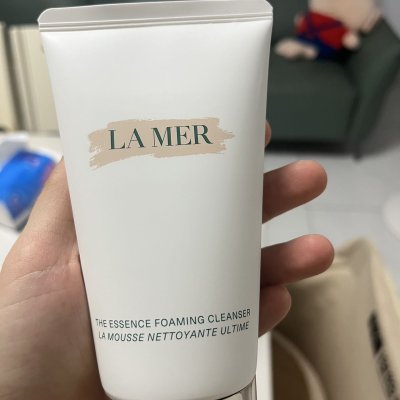 LA MER
THE ESSENCE FOAMING CLEANSER
LA MOUSSE NETTOYANTE ULTIME